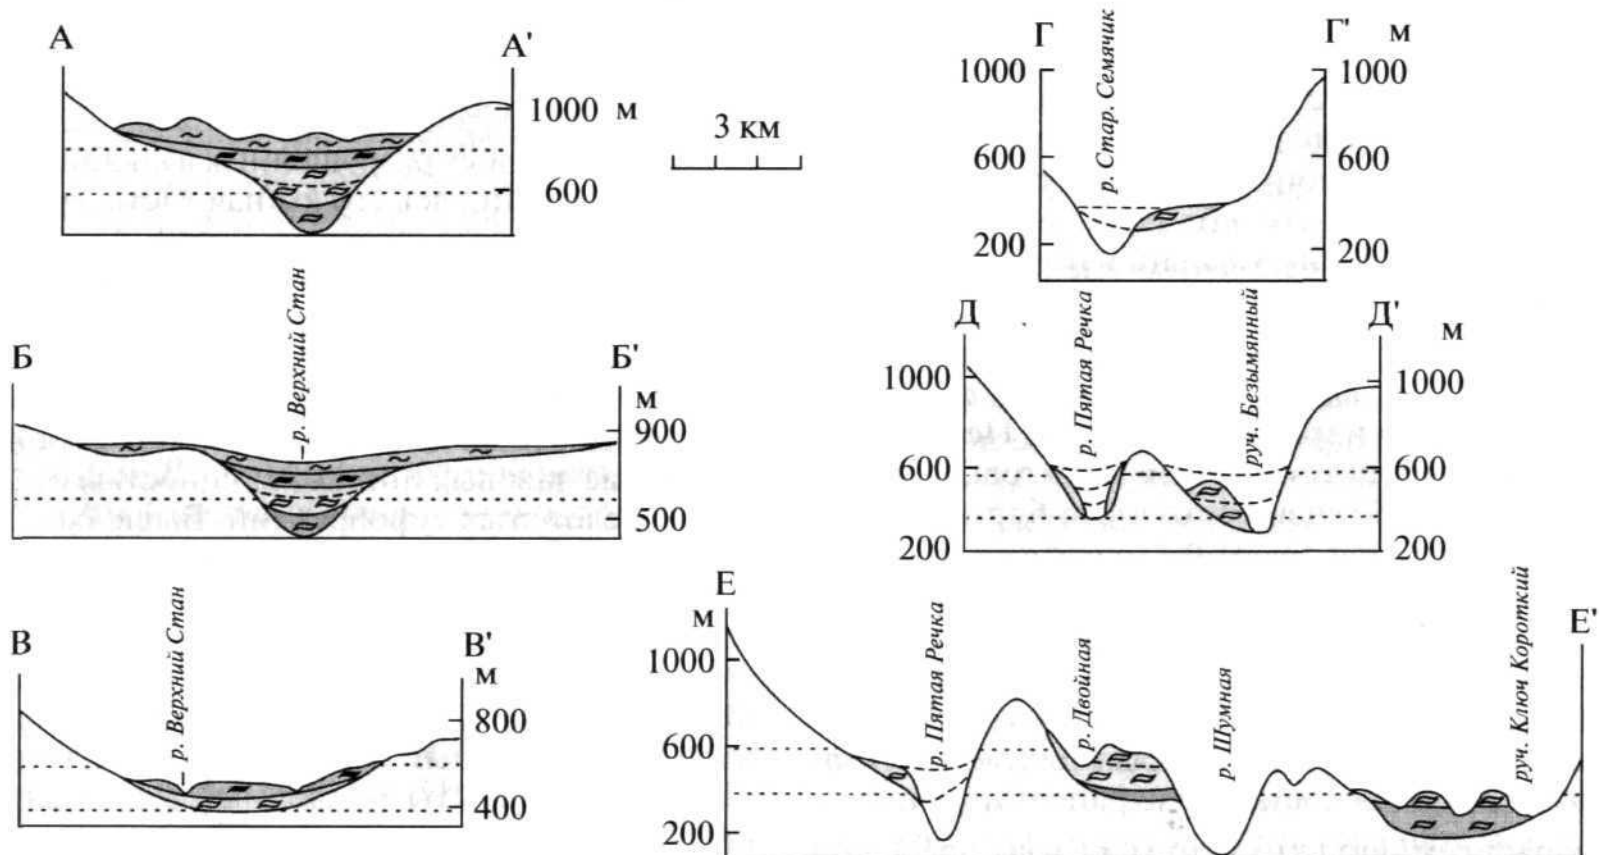 А
А'
1000 м
600
3 км
Г
Г'
м
р. Стар. Семячик
1000
1000
600
600
200
200
Б
Б'
р. Верхний Стан
м
900
500
Д
Д'
м
р. Пятая Речка
руч. Безымянный
1000
1000
600
600
200
200
В
В'
р. Верхний Стан
м
800
400
Е
Е'
м
р. Пятая Речка
р. Двойная
р. Шумная
руч. Ключ Короткий
1000
600
400
200